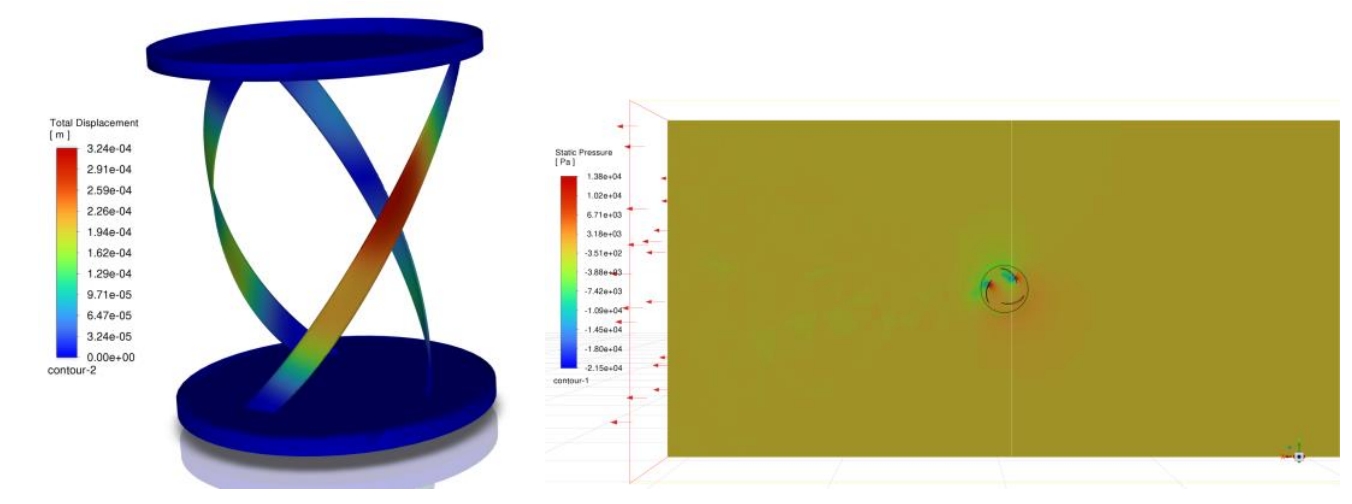 Total Displacement
[ m ]
3.24e-04
2.91e-04
2.59e-04
2.26e-04
1.94e-04
1.62e-04
1.29e-04
9.71e-05
6.47e-05
3.24e-05
0.00e+00
contour-2
Static Pressure
[ Pa ]
1.38e+04
1.02e+04
6.71e+03
3.18e+03
-3.51e+02
-3.88e+03
-7.42e+03
-1.09e+04
-1.45e+04
-1.80e+04
-2.15e+04
contour-1